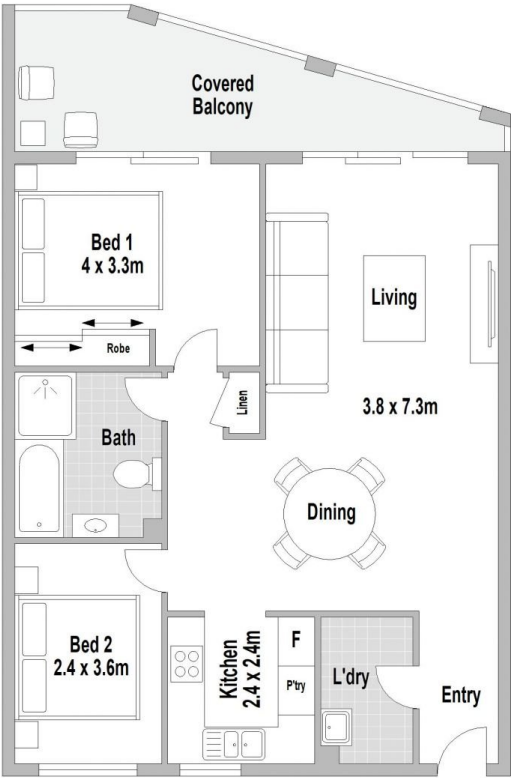 Covered
Balcony
Bed 1
4 x 3.3m
Living
Robe
Linen
3.8 x 7.3m
Bath
Dining
Bed 2
2.4 x 3.6m
Kitchen
2.4 x 2.4m
F
P'try
L'dry
Entry